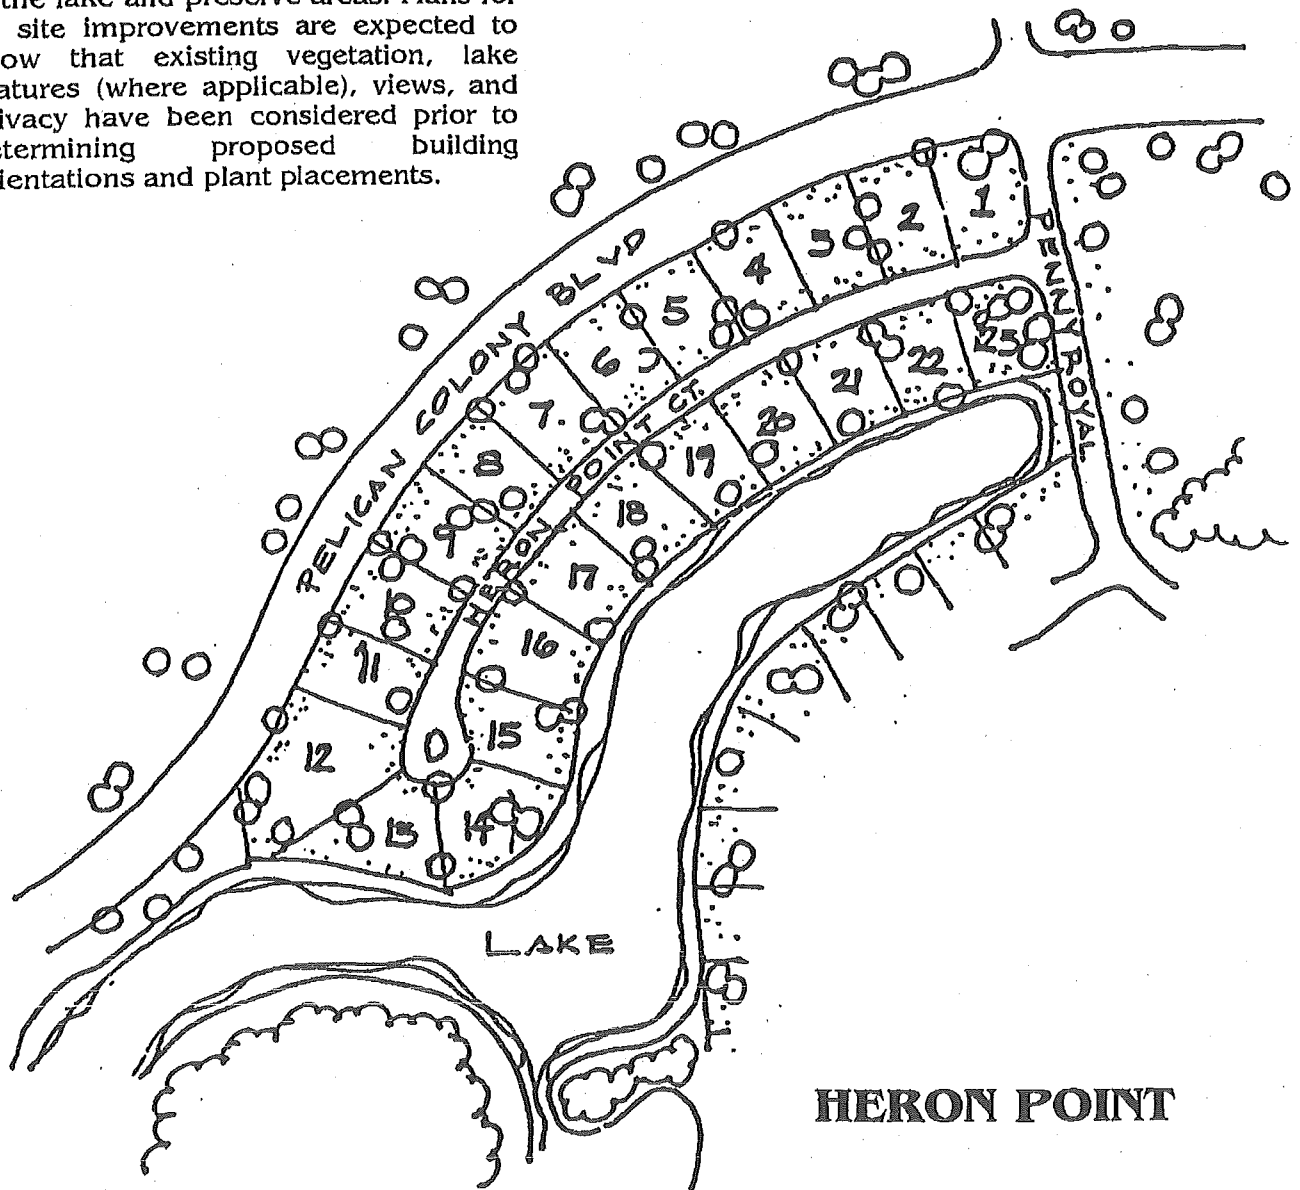 the lake and preserve areas. Plans for
site improvements are expected to
ow that existing vegetation, lake
atures (where applicable), views, and
ivacy have been considered prior to
termining proposed building
ientations and plant placements.
PELICAN COLONY BLVD
HERON POINT CT.
PENNYROYAL
1
2
3
4
5
6
7
8
9
10
11
12
13
14
15
16
17
18
19
20
21
22
23
LAKE
HERON POINT